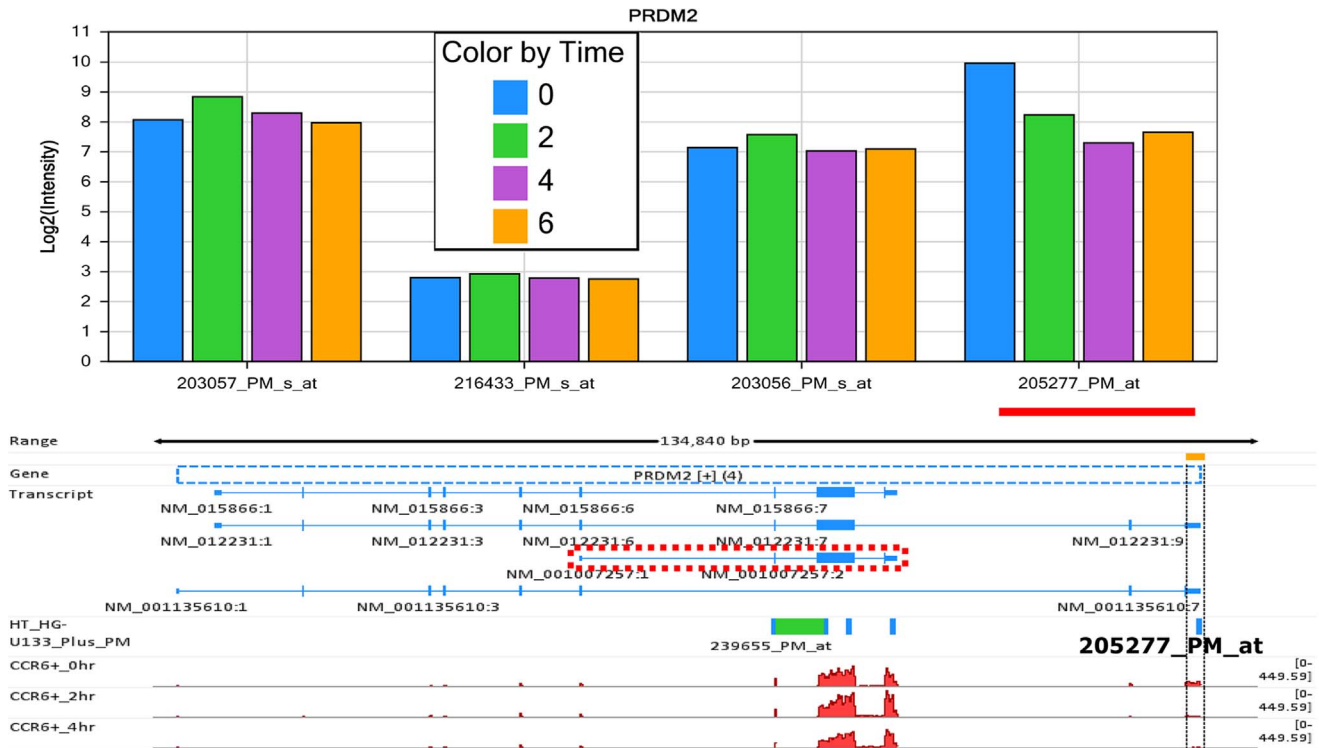 PRDM2
11
10
9
8
7
6
5
4
3
2
1
0
Log2(Intensity)
Color by Time
0
2
4
6
203057_PM_s_at 216433_PM_s_at 203056_PM_s_at 205277_PM_at
Range 134,840 bp
Gene PRDM2 [+] (4)
Transcript
NM_015866:1 NM_015866:3 NM_015866:6 NM_015866:7
NM_012231:1 NM_012231:3 NM_012231:6 NM_012231:7 NM_012231:9
NM_001007257:1 NM_001007257:2
NM_001135610:1 NM_001135610:3 NM_001135610:7
HT_HG-
U133_Plus_PM
239655_PM_at 205277_PM_at
CCR6+_0hr [0-
449.59]
CCR6+_2hr [0-
449.59]
CCR6+_4hr [0-
449.59]